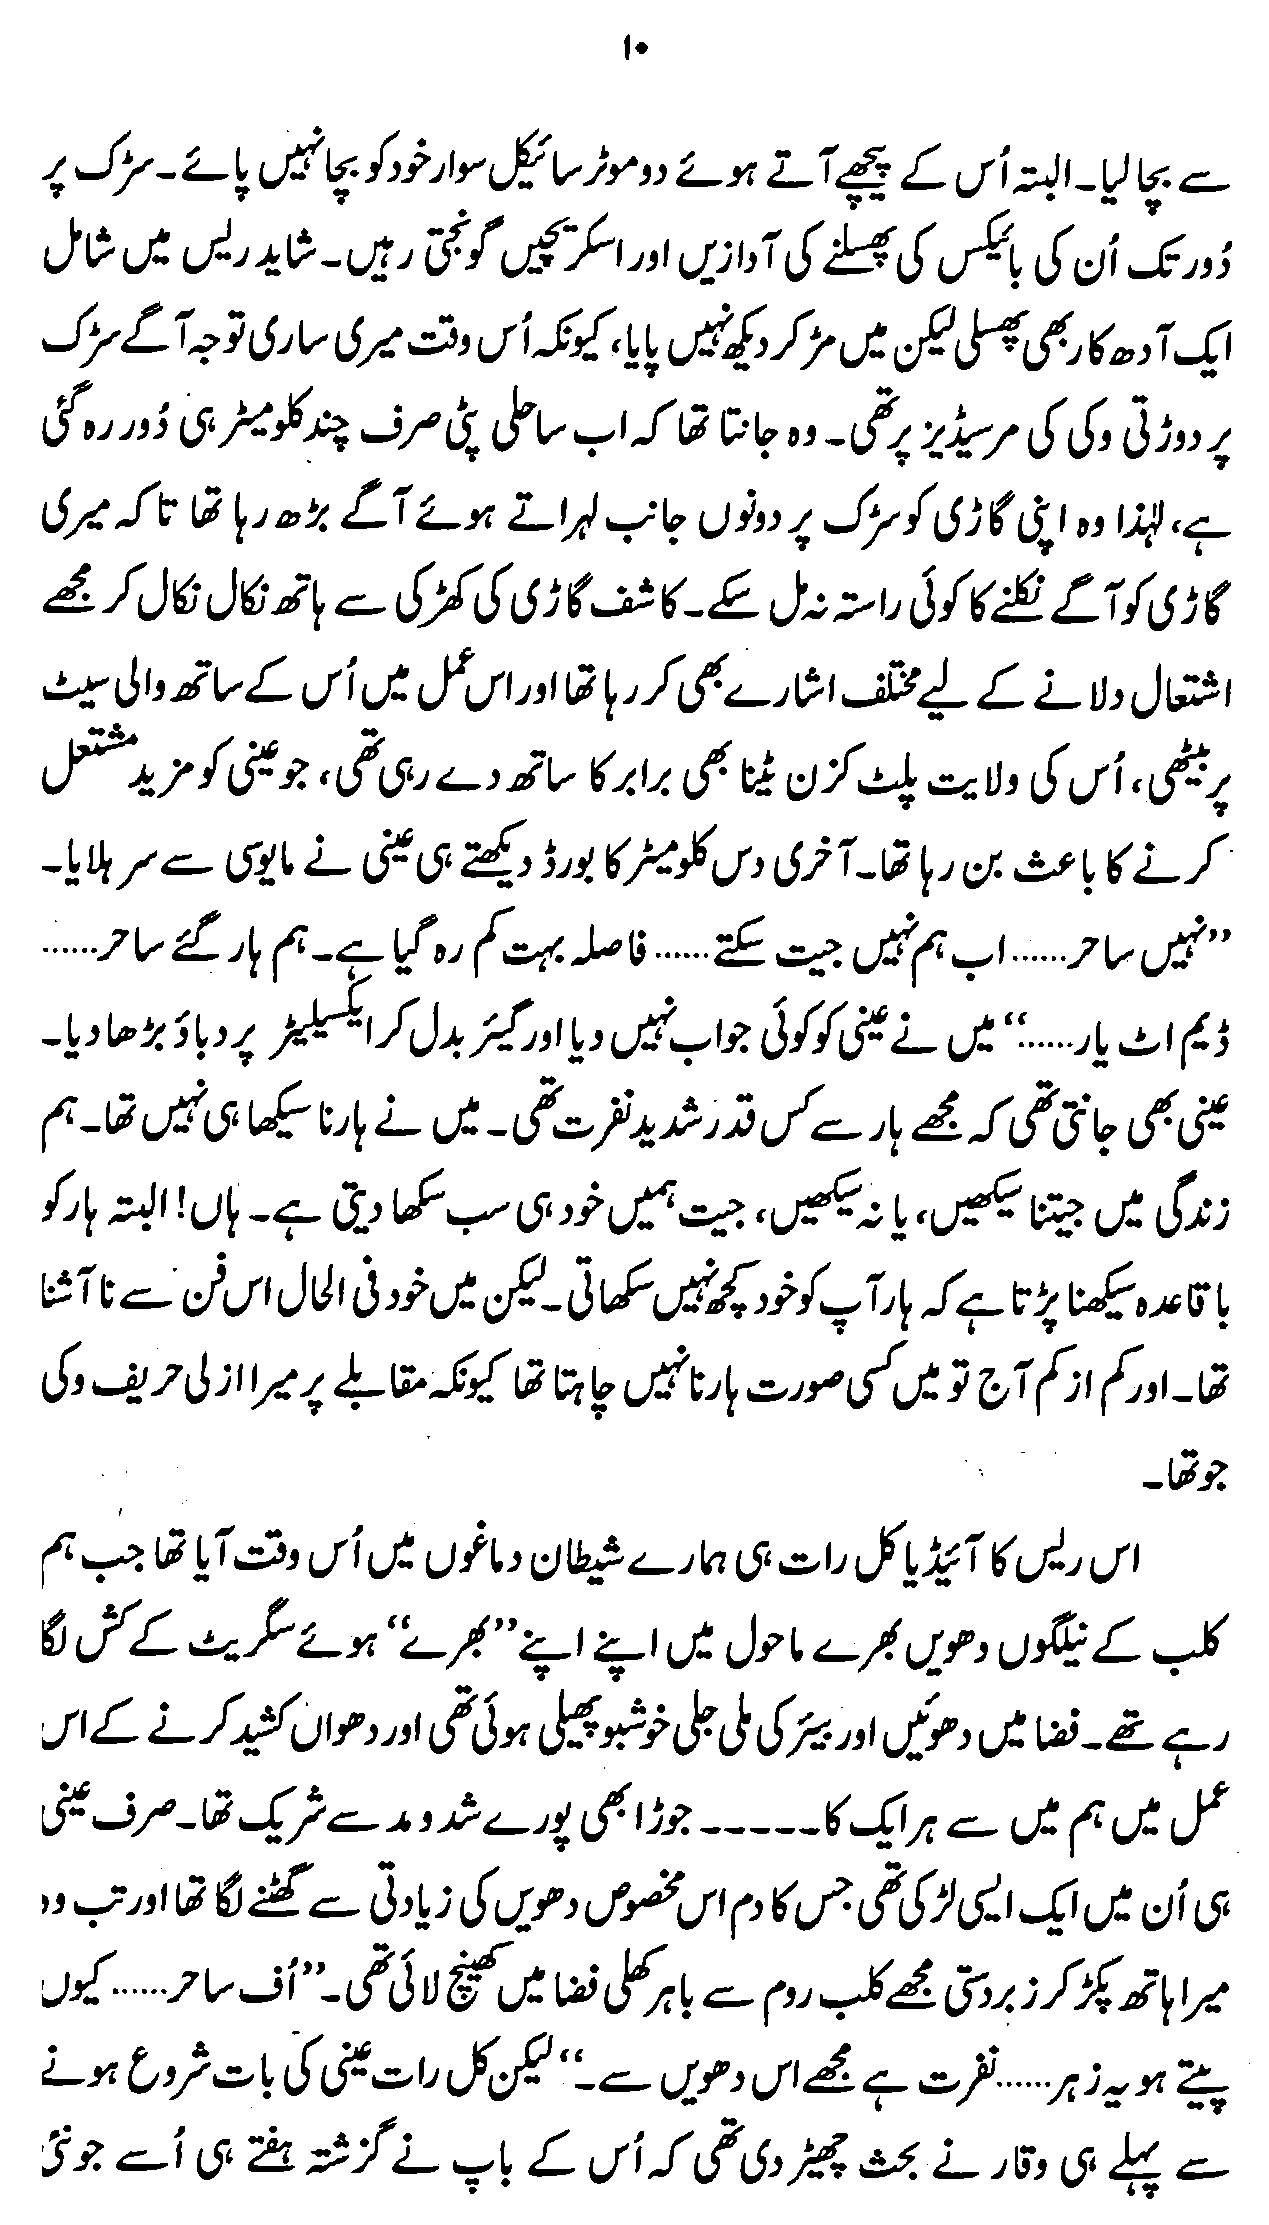 ۱۰
سے بچا لیا۔ البتہ اُس کے پیچھے آتے ہوئے دو موٹر سائیکل سوار خود کو بچا نہیں پائے۔ سڑک پر
دُور تک اُن کی بائیکس کی پھسلنے کی آوازیں اور اسکریچیں گونجتی رہیں۔ شاید ریس میں شامل
ایک آدھ کار بھی پھسلی لیکن میں مڑ کر دیکھ نہیں پایا، کیونکہ اُس وقت میری ساری توجہ آگے سڑک
پر دوڑتی وکی کی مرسیڈیز پر تھی۔ وہ جانتا تھا کہ اب ساحلی پٹی صرف چند کلومیٹر ہی دُور رہ گئی
ہے، لہٰذا وہ اپنی گاڑی کو سڑک پر دونوں جانب لہراتے ہوئے آگے بڑھ رہا تھا تا کہ میری
گاڑی کو آگے نکلنے کا کوئی راستہ نہ مل سکے۔ کاشف گاڑی کی کھڑکی سے ہاتھ نکال نکال کر مجھے
اشتعال دلانے کے لیے مختلف اشارے بھی کر رہا تھا اور اس عمل میں اُس کے ساتھ والی سیٹ
پر بیٹھی، اُس کی ولایت پلٹ کزن ٹینا بھی برابر کا ساتھ دے رہی تھی، جو عینی کو مزید مشتعل
کرنے کا باعث بن رہا تھا۔ آخری دس کلومیٹر کا بورڈ دیکھتے ہی عینی نے مایوسی سے سر ہلایا۔
”نہیں ساحر...... اب ہم نہیں جیت سکتے...... فاصلہ بہت کم رہ گیا ہے۔ ہم ہار گئے ساحر......
ڈیم اٹ یار......“ میں نے عینی کو کوئی جواب نہیں دیا اور گیئر بدل کر ایکسیلیٹر پر دباؤ بڑھا دیا۔
عینی بھی جانتی تھی کہ مجھے ہار سے کس قدر شدید نفرت تھی۔ میں نے ہارنا سیکھا ہی نہیں تھا۔ ہم
زندگی میں جیتنا سیکھیں، یا نہ سیکھیں، جیت ہمیں خود ہی سب سکھا دیتی ہے۔ ہاں! البتہ ہار کو
باقاعدہ سیکھنا پڑتا ہے کہ ہار آپ کو خود کچھ نہیں سکھاتی۔ لیکن میں خود فی الحال اس فن سے نا آشنا
تھا۔ اور کم از کم آج تو میں کسی صورت ہارنا نہیں چاہتا تھا کیونکہ مقابلے پر میرا ازلی حریف وکی
جو تھا۔
اس ریس کا آئیڈیا کل رات ہی ہمارے شیطان دماغوں میں اُس وقت آیا تھا جب ہم
کلب کے نیلگوں دھویں بھرے ماحول میں اپنے اپنے ”بھرے“ ہوئے سگریٹ کے کش لگا
رہے تھے۔ فضا میں دھوئیں اور بیئر کی ملی جلی خوشبو پھیلی ہوئی تھی اور دھواں کشید کرنے کے اس
عمل میں ہم میں سے ہر ایک کا۔۔۔۔۔ جوڑا بھی پورے شد و مد سے شریک تھا۔ صرف عینی
ہی اُن میں ایک ایسی لڑکی تھی جس کا دم اس مخصوص دھویں کی زیادتی سے گھٹنے لگا تھا اور تب وہ
میرا ہاتھ پکڑ کر زبردستی مجھے کلب روم سے باہر کھلی فضا میں کھینچ لائی تھی۔ ”اُف ساحر...... کیوں
پیتے ہو یہ زہر......نفرت ہے مجھے اس دھویں سے۔“ لیکن کل رات عینی کی بات شروع ہونے
سے پہلے ہی وقار نے بحث چھیڑ دی تھی کہ اُس کے باپ نے گزشتہ ہفتے ہی اُسے جو نئی